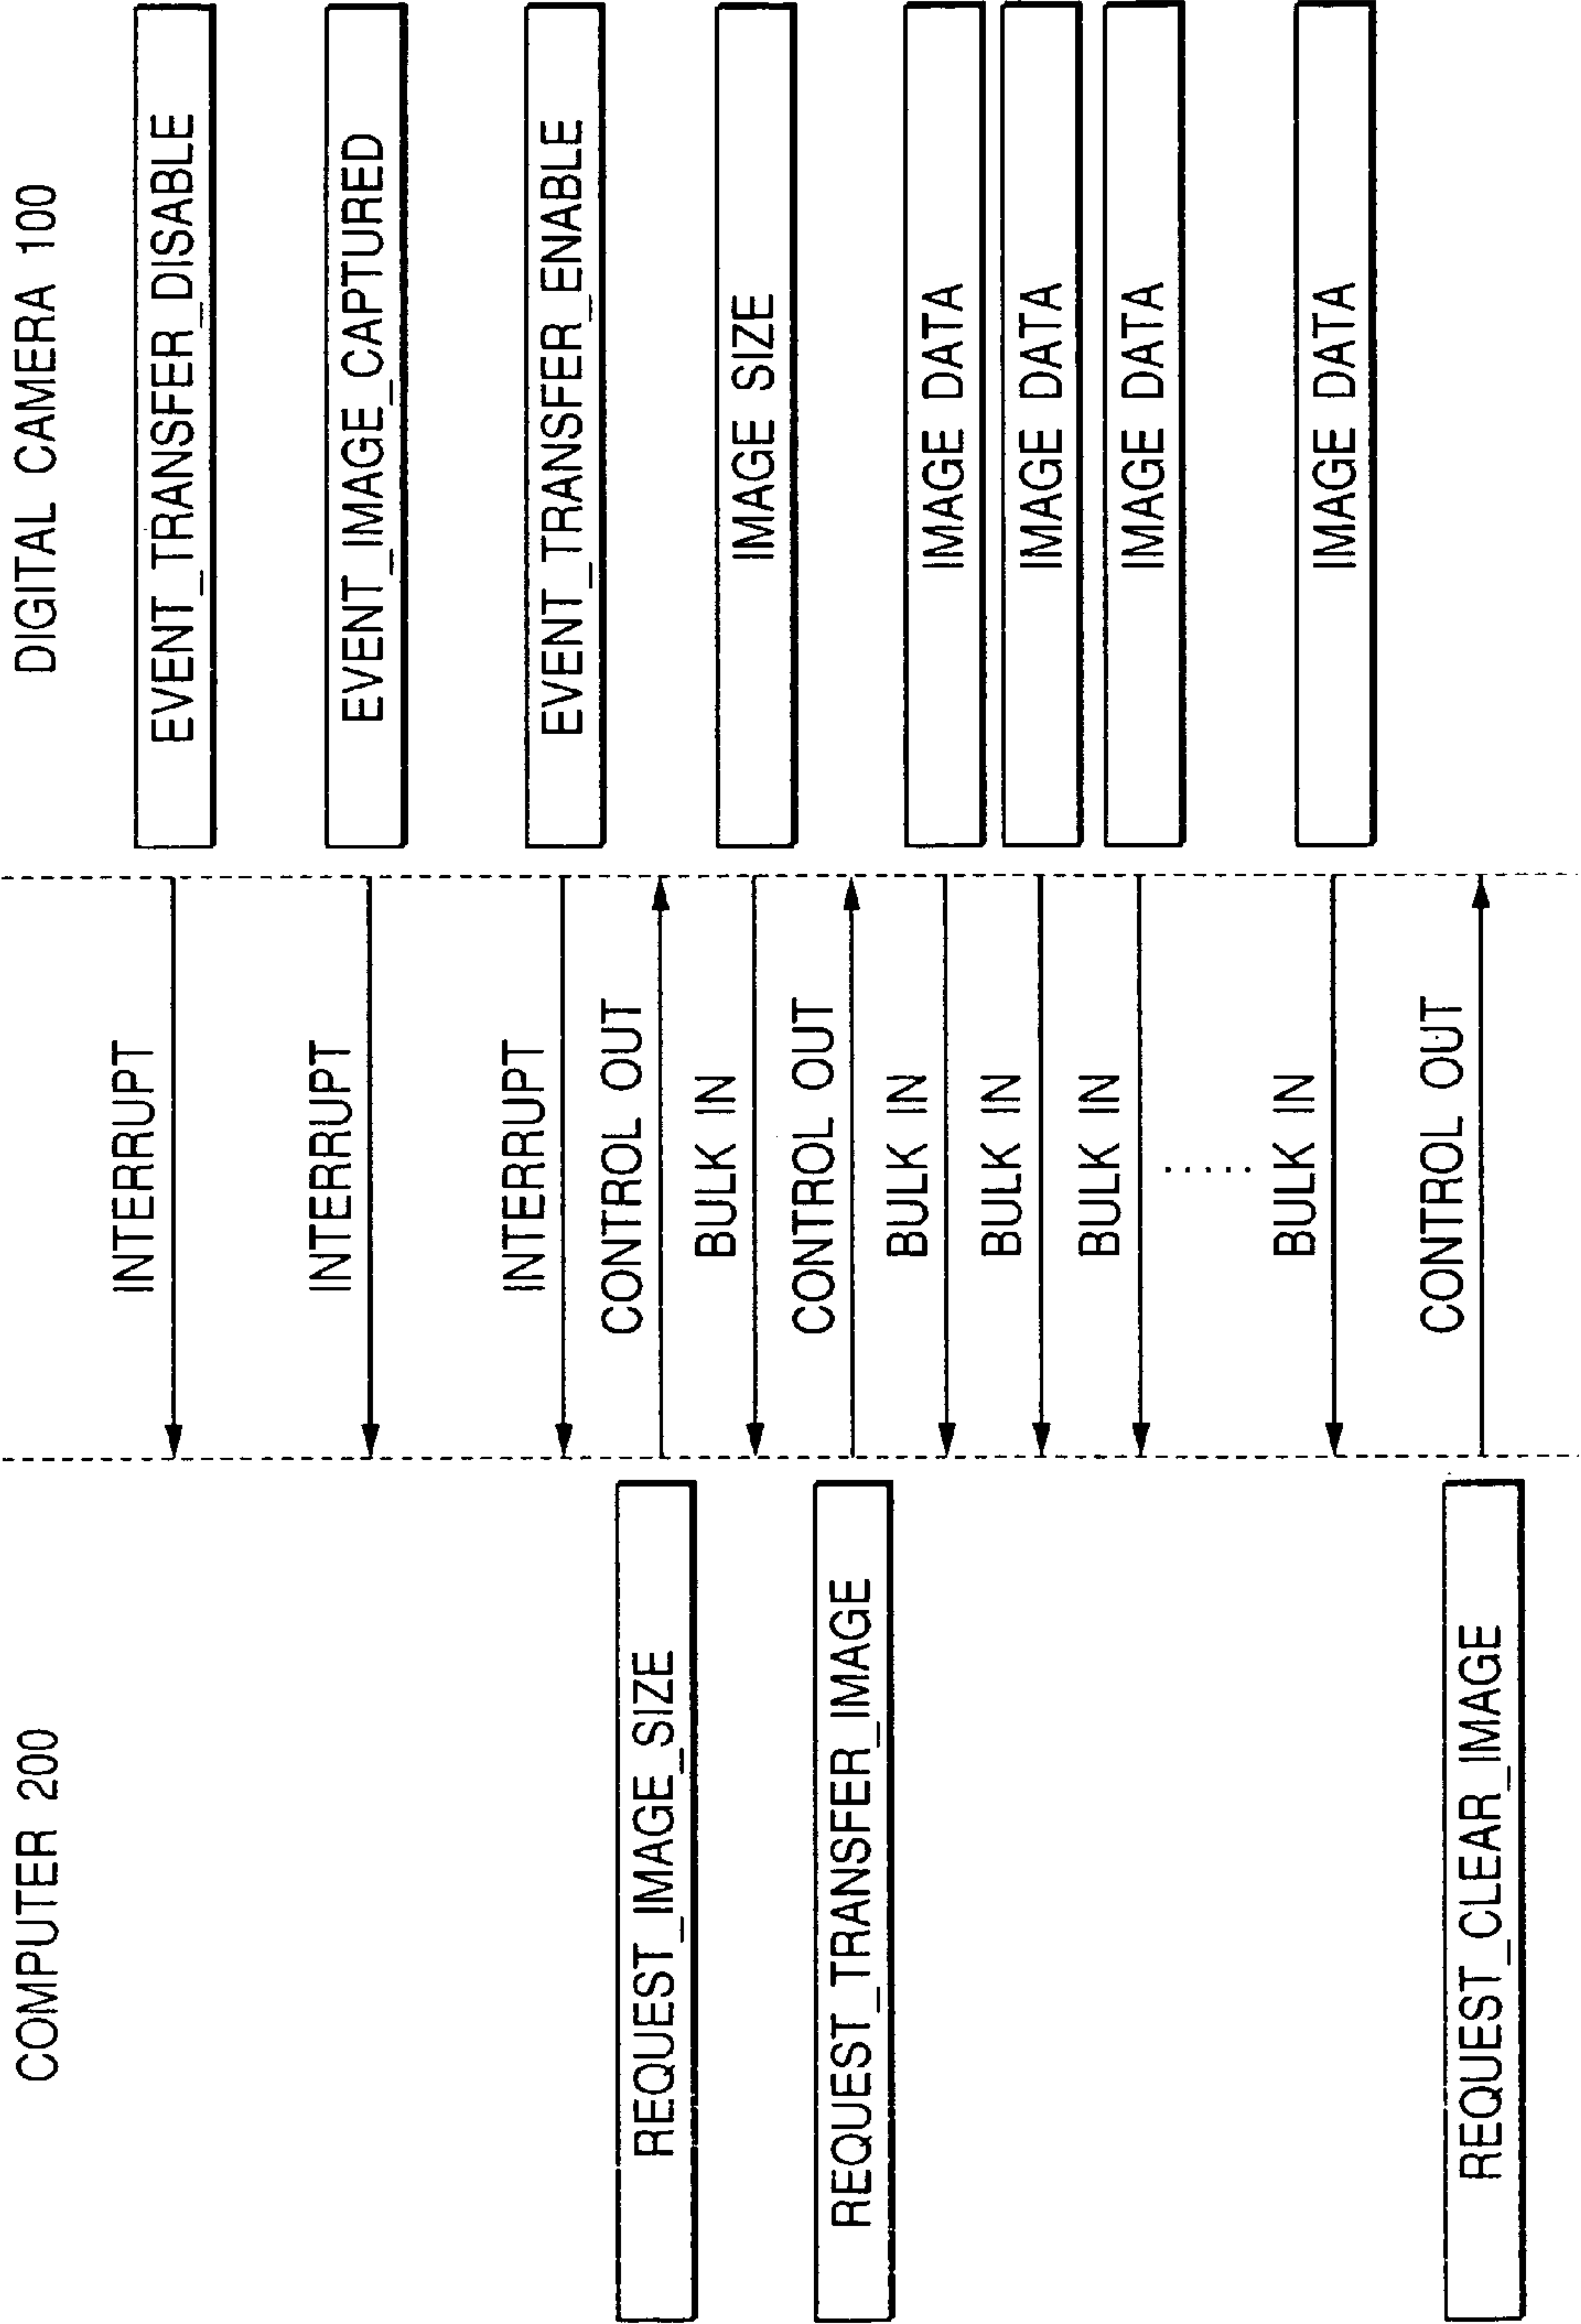 COMPUTER 200
DIGITAL CAMERA 100
INTERRUPT
EVENT_TRANSFER_DISABLE
INTERRUPT
EVENT_IMAGE_CAPTURED
INTERRUPT
EVENT_TRANSFER_ENABLE
REQUEST_IMAGE_SIZE
CONTROL OUT
BULK IN
IMAGE SIZE
REQUEST_TRANSFER_IMAGE
CONTROL OUT
BULK IN
IMAGE DATA
BULK IN
IMAGE DATA
BULK IN
IMAGE DATA
.....
BULK IN
IMAGE DATA
REQUEST_CLEAR_IMAGE
CONTROL OUT